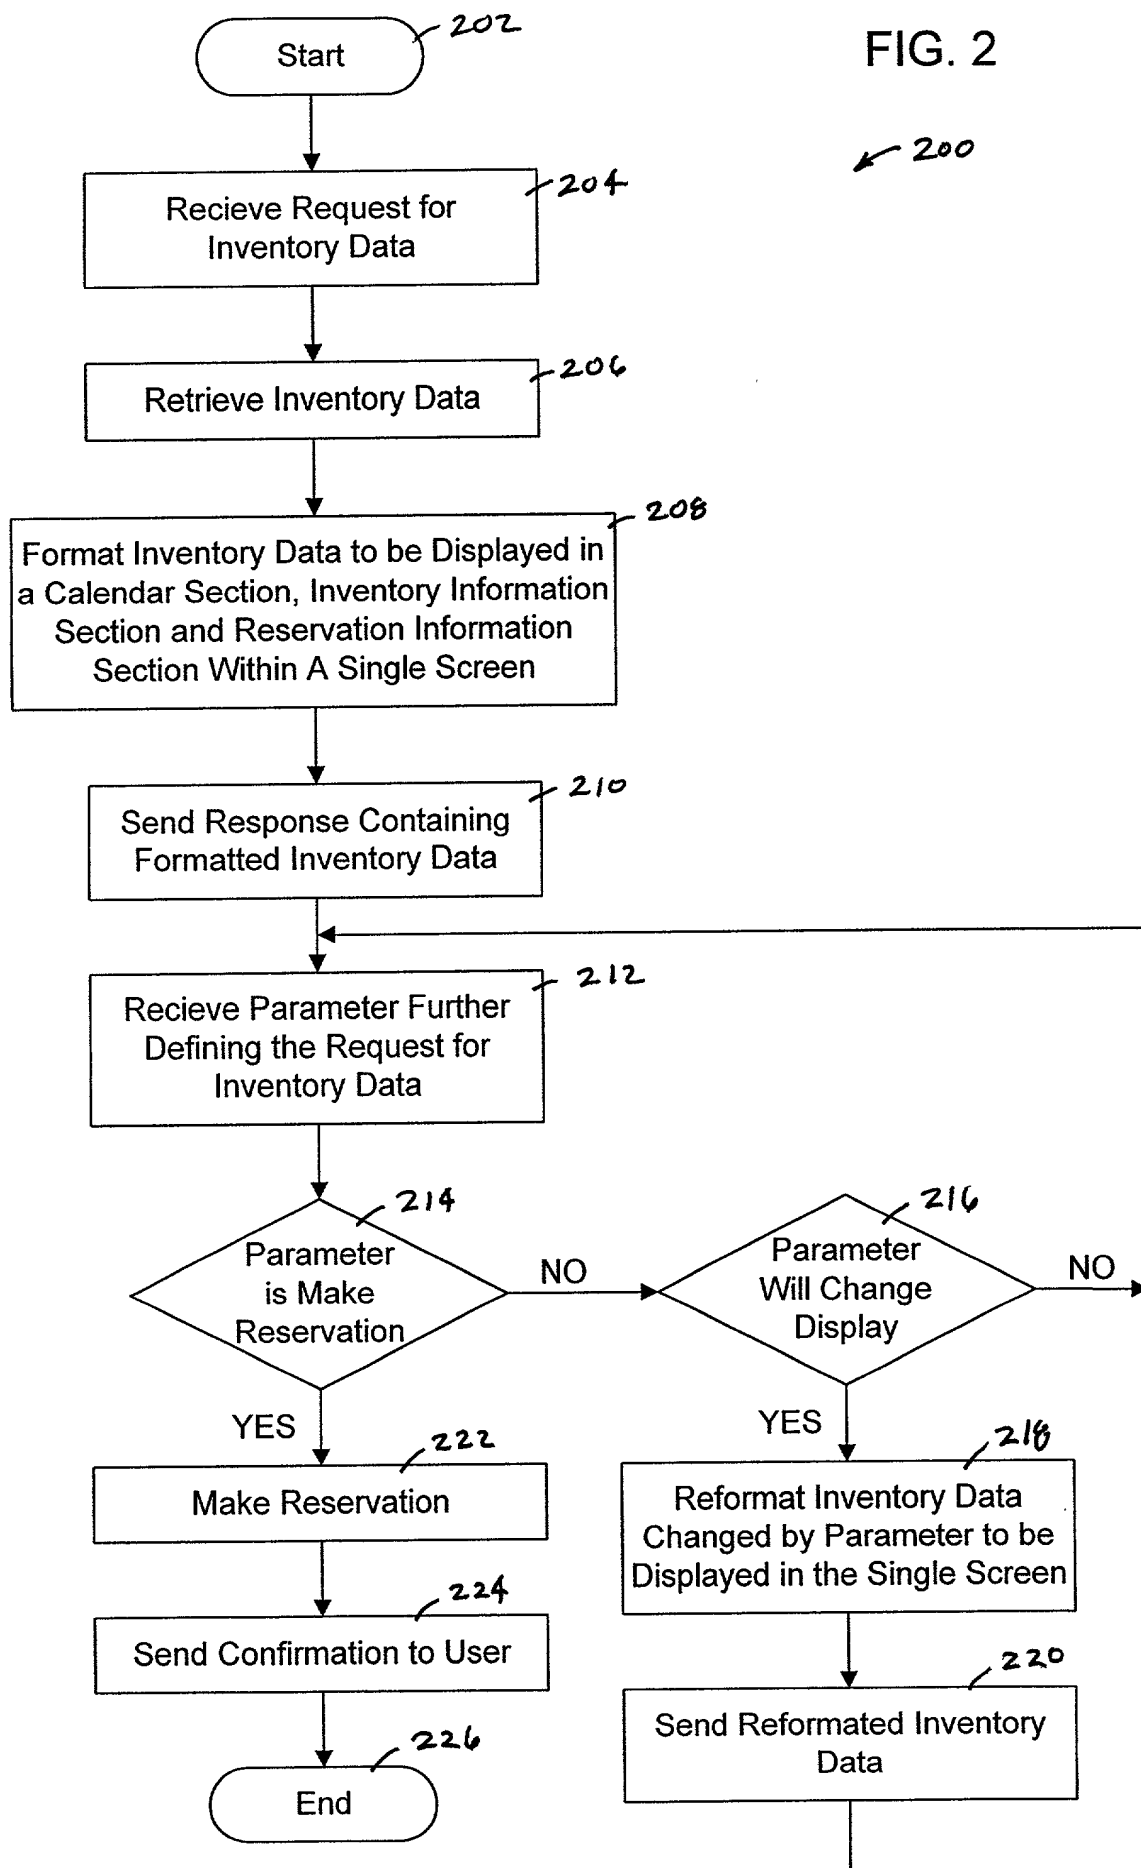 FIG. 2
200
202
Start
204
Recieve Request for
Inventory Data
206
Retrieve Inventory Data
208
Format Inventory Data to be Displayed in
a Calendar Section, Inventory Information
Section and Reservation Information
Section Within A Single Screen
210
Send Response Containing
Formatted Inventory Data
212
Recieve Parameter Further
Defining the Request for
Inventory Data
214
Parameter
is Make
Reservation
NO
216
Parameter
Will Change
Display
NO
YES
222
Make Reservation
224
Send Confirmation to User
226
End
YES
218
Reformat Inventory Data
Changed by Parameter to be
Displayed in the Single Screen
220
Send Reformated Inventory
Data